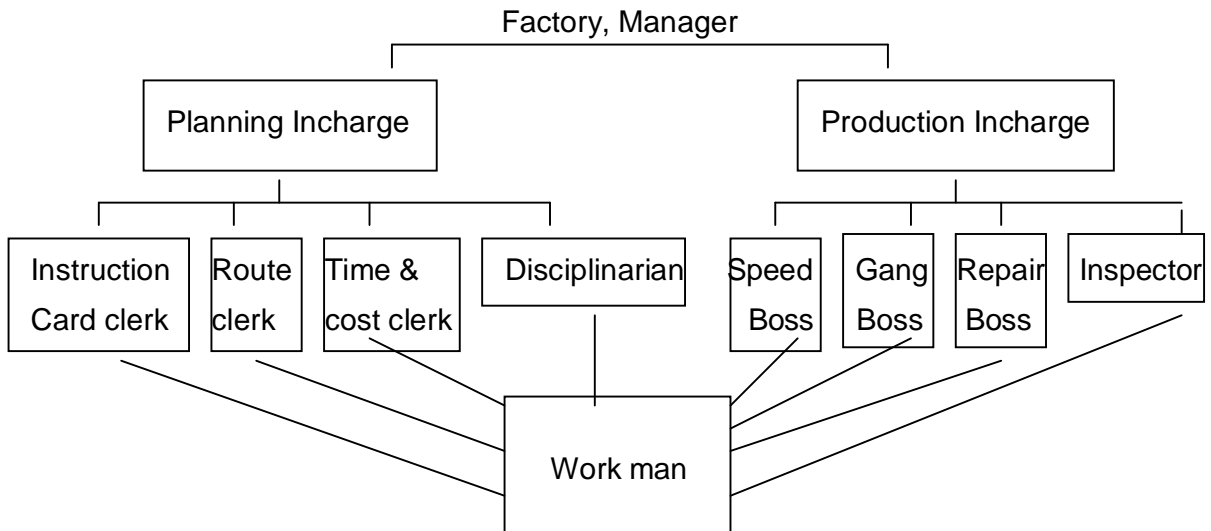 Factory, Manager
Planning Incharge
Production Incharge
Instruction
Card clerk
Route
clerk
Time &
cost clerk
Disciplinarian
Speed
Boss
Gang
Boss
Repair
Boss
Inspector
Work man